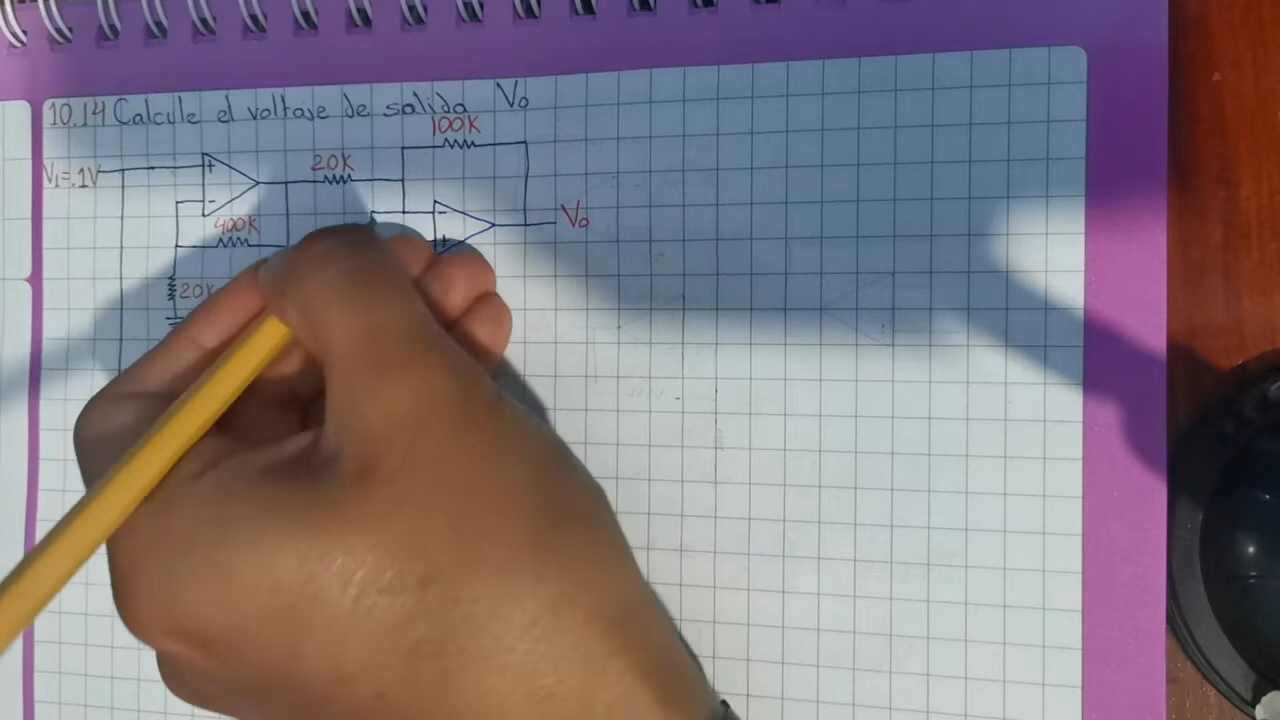 10.14 Calcule el voltaje de salida Vo
100K
V1=.1V
20K
+
-
400K
-
Vo
+
20K